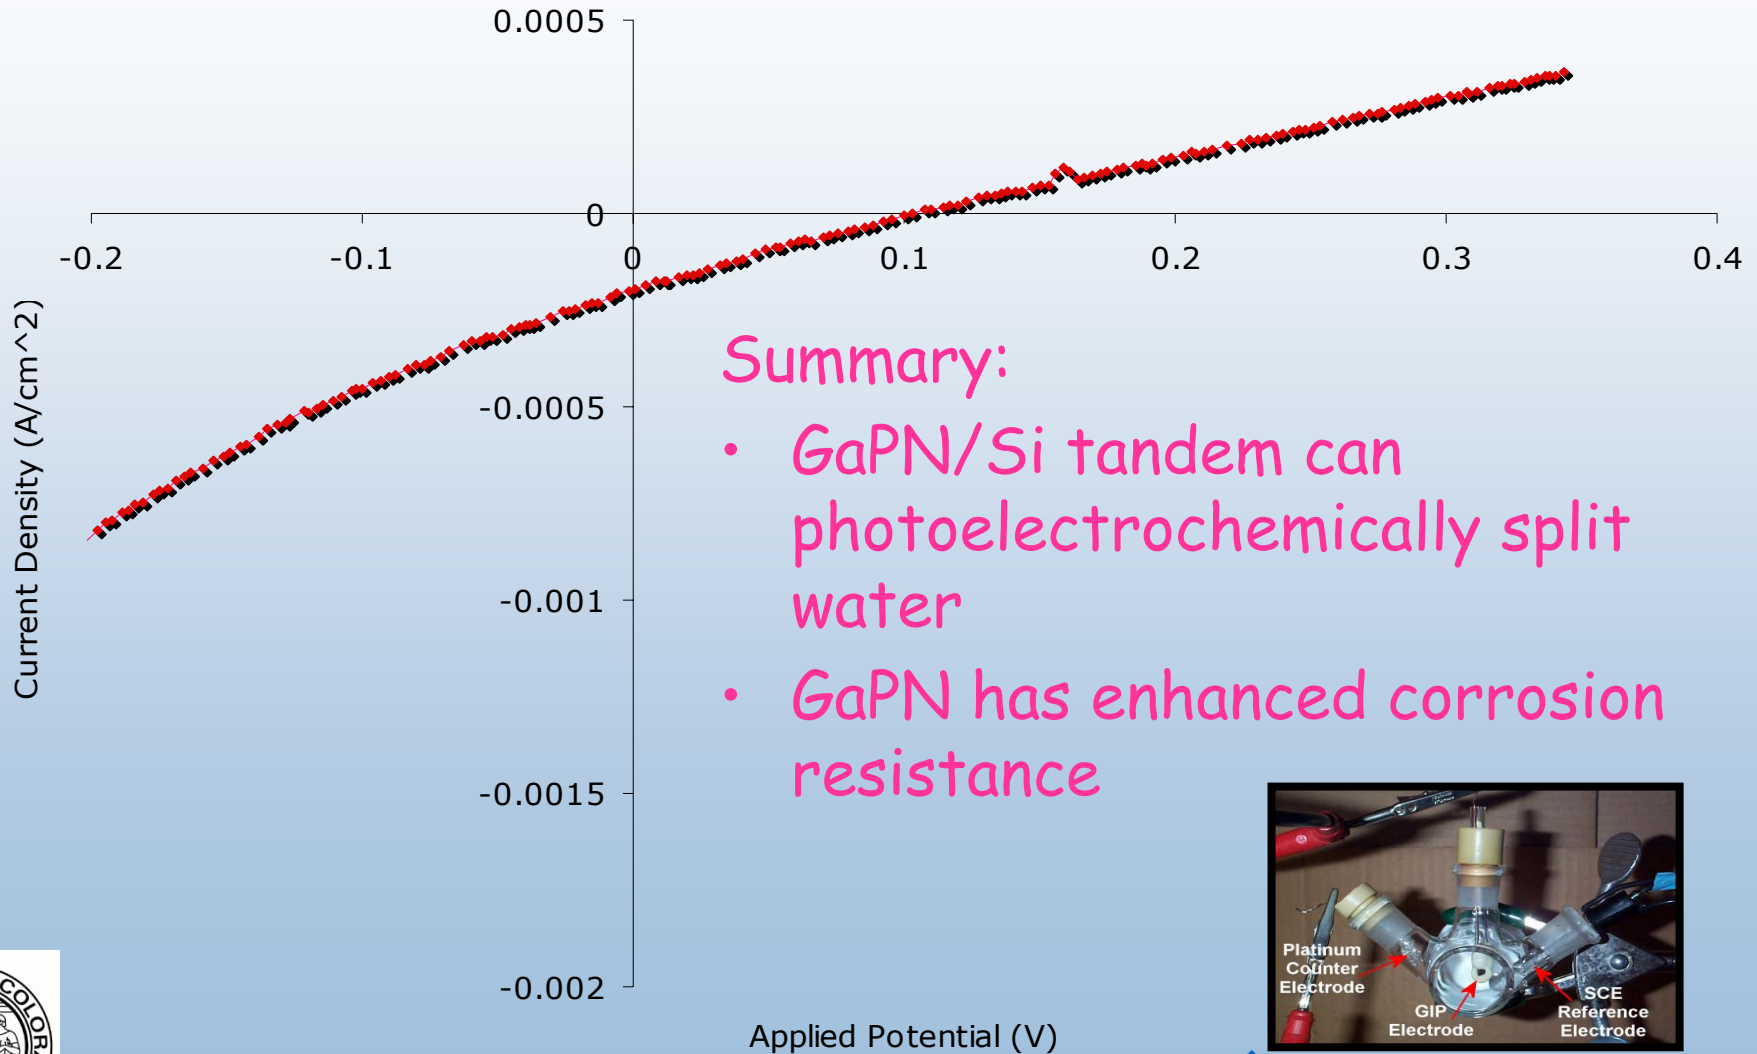 0.0005
0
-0.2
-0.1
0
0.1
0.2
0.3
0.4
-0.0005
-0.001
-0.0015
-0.002
Current Density (A/cm^2)
Applied Potential (V)
Summary:
• GaPN/Si tandem can
photoelectrochemically split
water
• GaPN has enhanced corrosion
resistance
Platinum
Counter
Electrode
GIP
Electrode
SCE
Reference
Electrode